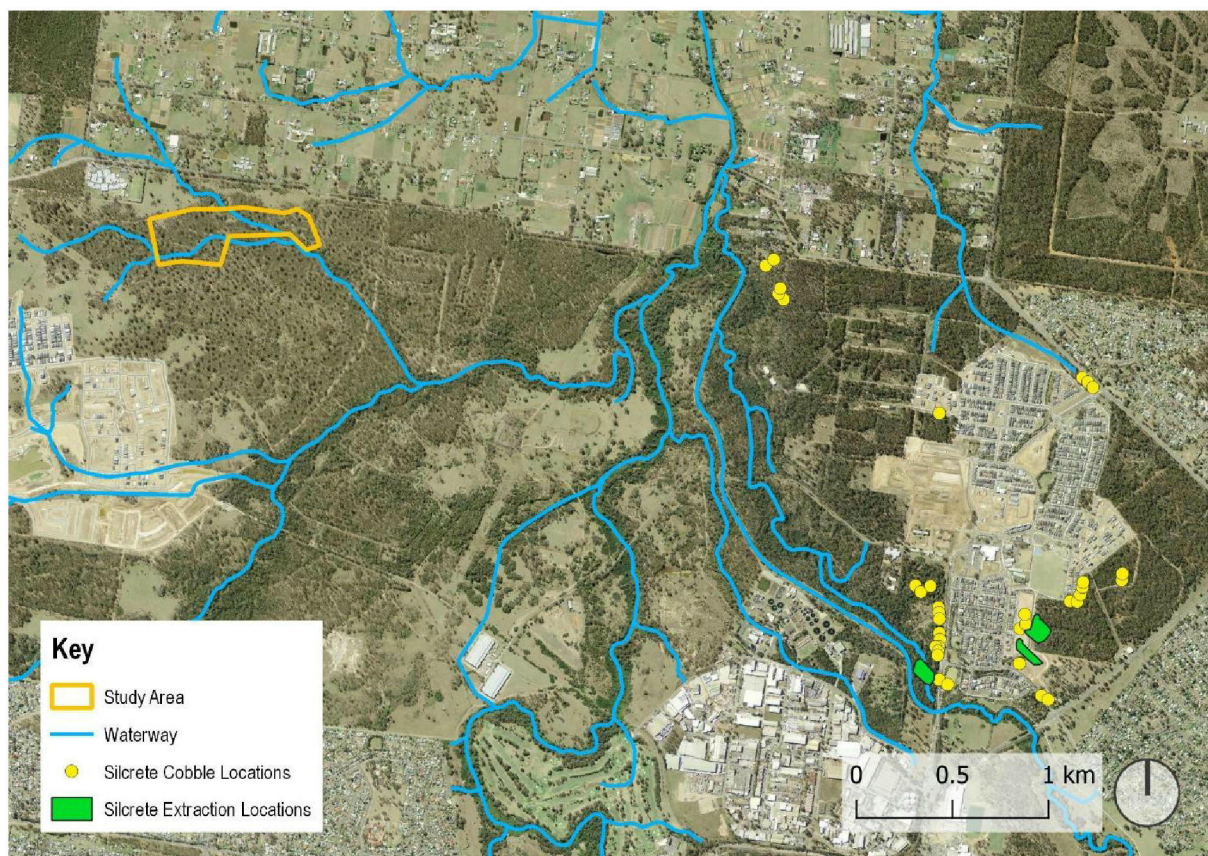 Key
Study Area
Waterway
Silcrete Cobble Locations
Silcrete Extraction Locations
0 0.5 1 km